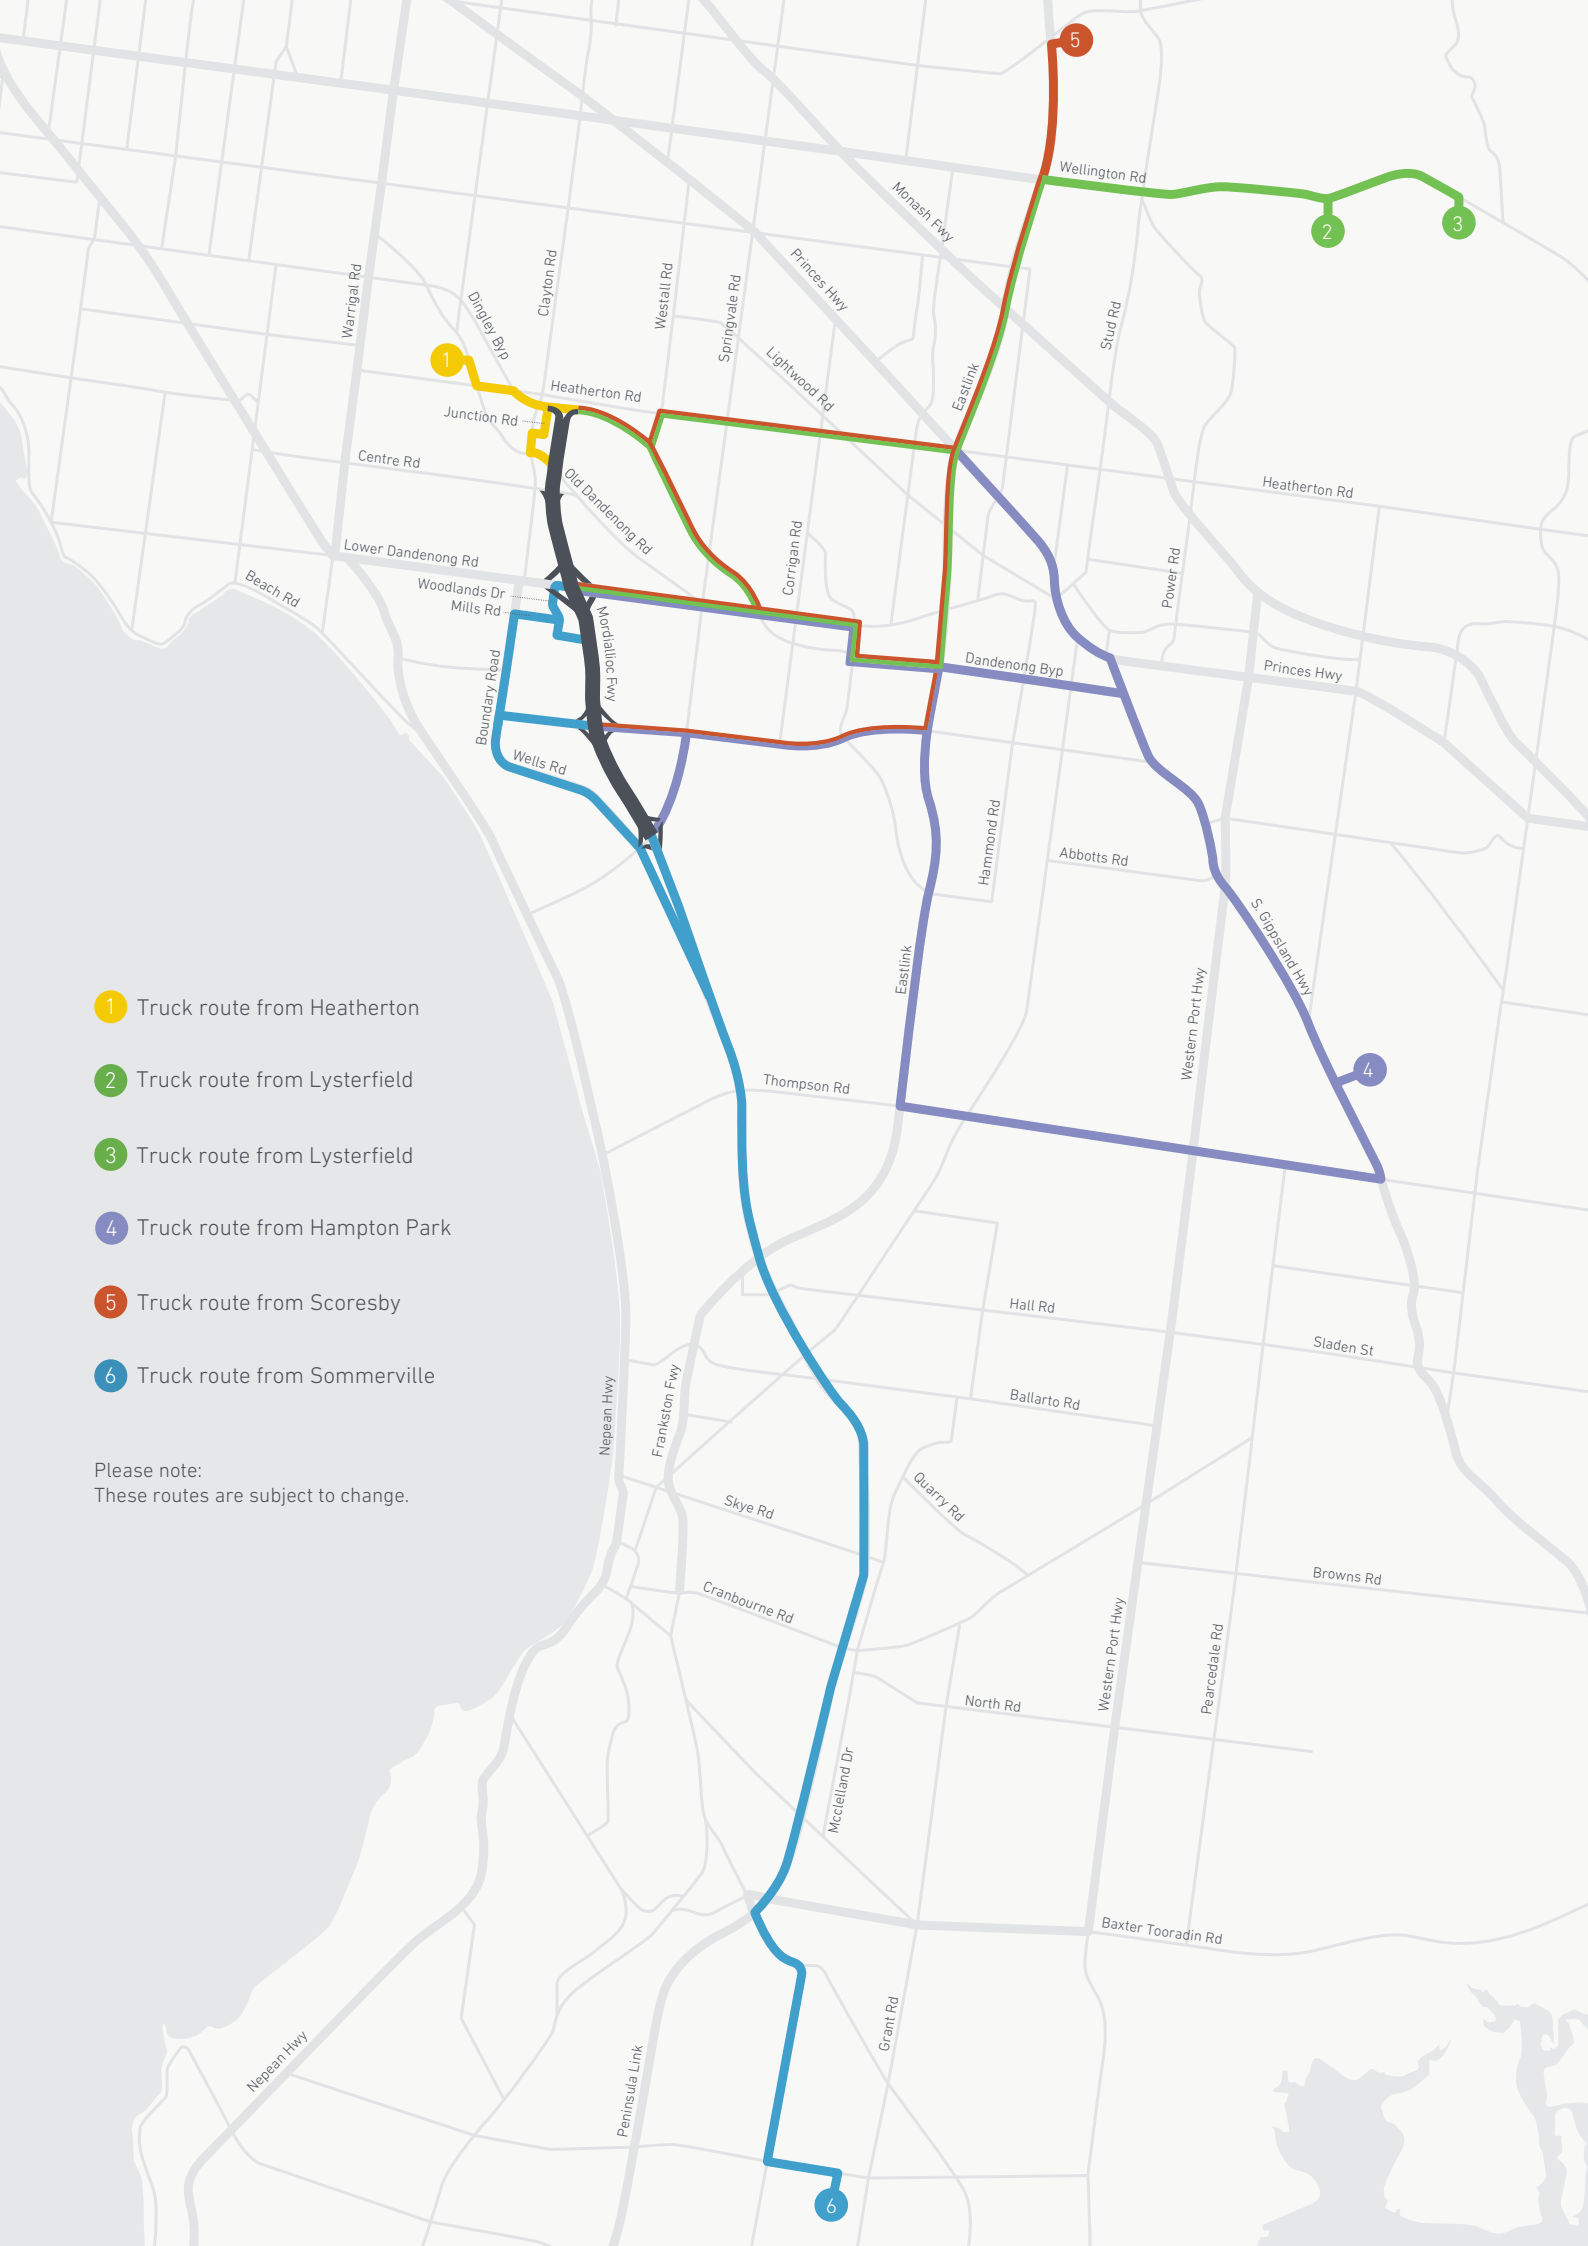 5
Wellington Rd
2
3
Monash Fwy
Princes Hwy
Clayton Rd
Westall Rd
Springvale Rd
Warrigal Rd
Dingley Byp
Stud Rd
1
Lightwood Rd
Eastlink
Heatherton Rd
Junction Rd
Centre Rd
Old Dandenong Rd
Heatherton Rd
Corrigan Rd
Lower Dandenong Rd
Power Rd
Beach Rd
Woodlands Dr
Mills Rd
Mordiallioc Fwy
Dandenong Byp
Princes Hwy
Boundary Road
Wells Rd
Hammond Rd
Abbotts Rd
S. Gippsland Hwy
Eastlink
Western Port Hwy
4
Thompson Rd
1 Truck route from Heatherton
2 Truck route from Lysterfield
3 Truck route from Lysterfield
4 Truck route from Hampton Park
5 Truck route from Scoresby
6 Truck route from Sommerville
Please note:
These routes are subject to change.
Hall Rd
Sladen St
Nepean Hwy
Frankston Fwy
Ballarto Rd
Quarry Rd
Skye Rd
Browns Rd
Cranbourne Rd
Western Port Hwy
Pearcedale Rd
North Rd
Mcclelland Dr
Baxter Tooradin Rd
Grant Rd
Nepean Hwy
Peninsula Link
6